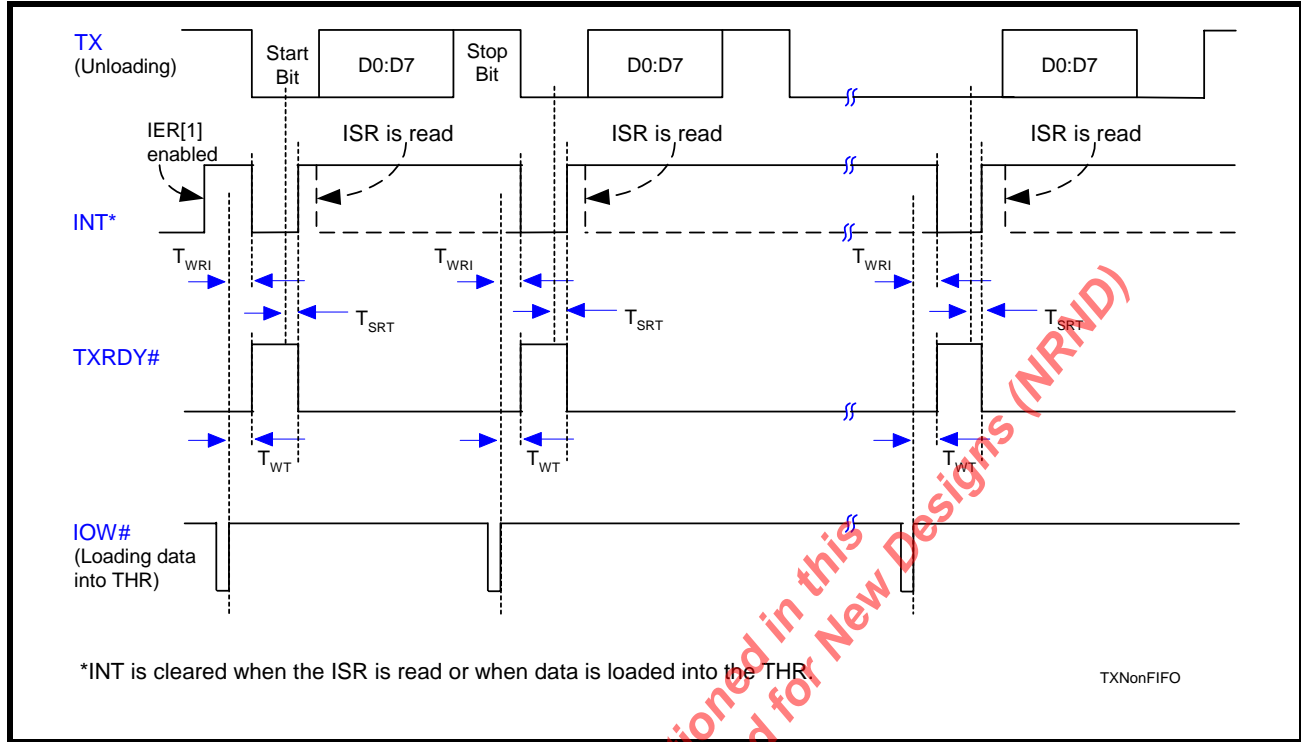 TX
(Unloading)
Start
Bit
D0:D7
Stop
Bit
D0:D7
D0:D7
IER[1]
enabled
ISR is read
ISR is read
ISR is read
INT*
TWRI
TWRI
TWRI
TSRT
TSRT
TSRT
TXRDY#
TWT
TWT
TWT
IOW#
(Loading data
into THR)
*INT is cleared when the ISR is read or when data is loaded into the THR.
TXNonFIFO
tioned in this
d for New Designs (NRND)